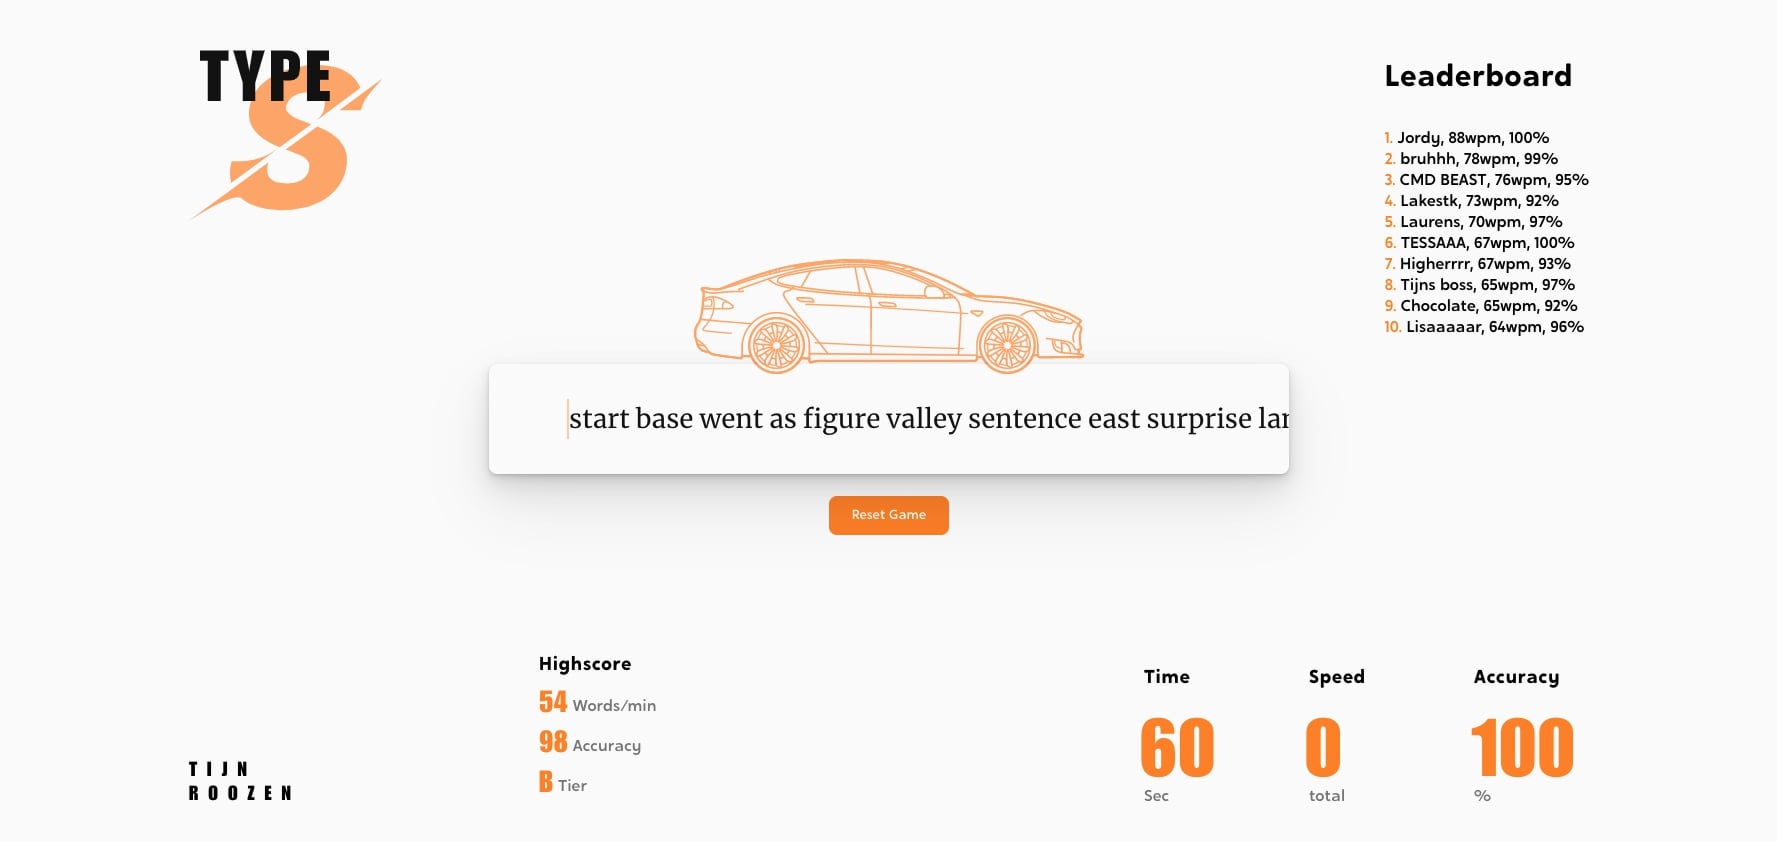 TYPE
S
Leaderboard
1. Jordy, 88wpm, 100%
2. bruhhh, 78wpm, 99%
3. CMD BEAST, 76wpm, 95%
4. Lakestk, 73wpm, 92%
5. Laurens, 70wpm, 97%
6. TESSAAA, 67wpm, 100%
7. Higherrrr, 67wpm, 93%
8. Tijns boss, 65wpm, 97%
9. Chocolate, 65wpm, 92%
10. Lisaaaaar, 64wpm, 96%
start base went as figure valley sentence east surprise
Reset Game
Highscore
54 Words/min
98 Accuracy
B Tier
Time
60
Sec
Speed
0
total
Accuracy
100
%
TIJN
ROOZEN